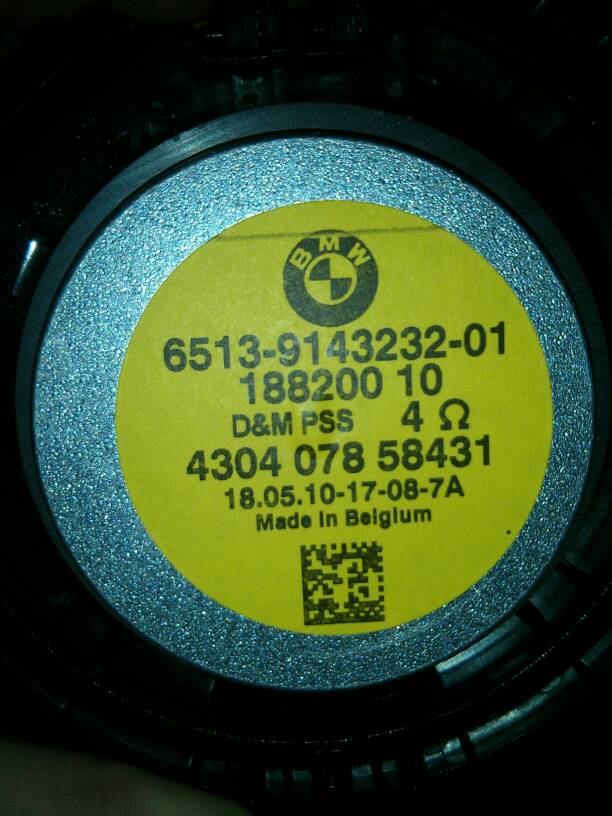 BMW
6513-9143232-01
188200 10
D&M PSS 4 Ω
4304 078 58431
18.05.10-17-08-7A
Made in Belgium